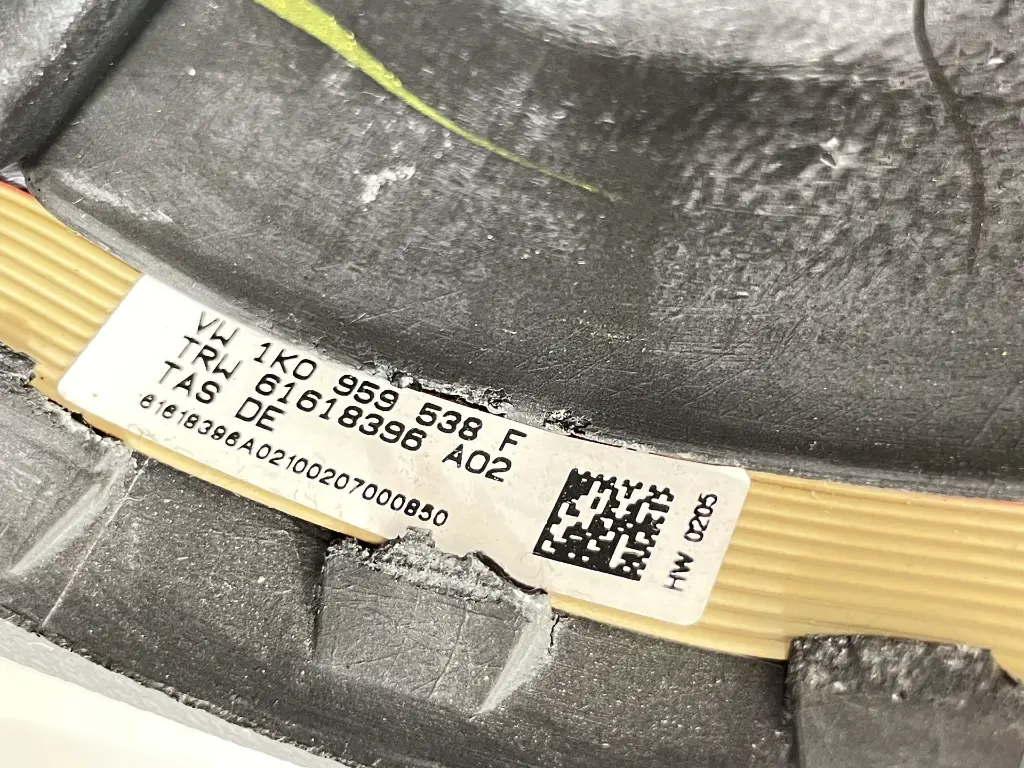 VW 1K0 959 538 F
TRW 61618396 A02
TAS DE
61618396A02100207000850
HW 0205